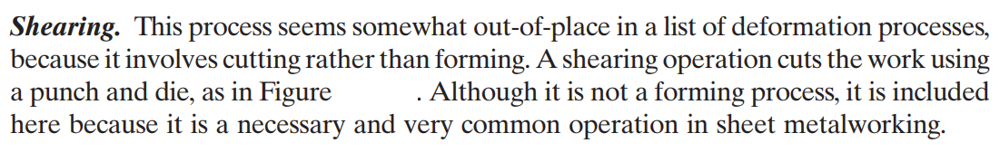 Shearing. This process seems somewhat out-of-place in a list of deformation processes,
because it involves cutting rather than forming. A shearing operation cuts the work using
a punch and die, as in Figure . Although it is not a forming process, it is included
here because it is a necessary and very common operation in sheet metalworking.